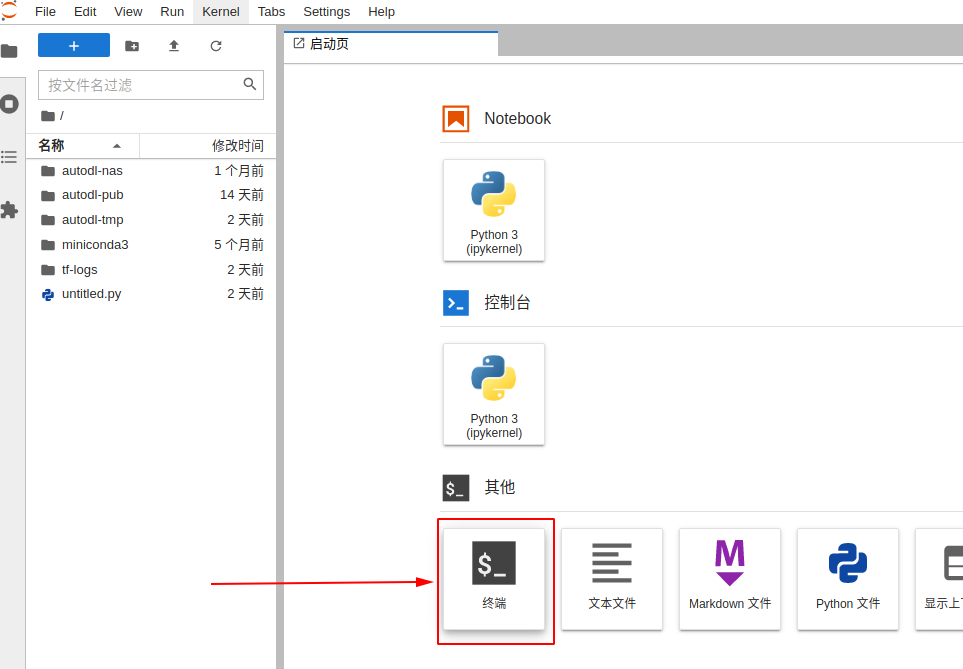 File Edit View Run Kernel Tabs Settings Help
+
启动页
按文件名过滤
/
名称 修改时间
autodl-nas 1 个月前
autodl-pub 14 天前
autodl-tmp 2 天前
miniconda3 5 个月前
tf-logs 2 天前
untitled.py 2 天前
Notebook
Python 3
(ipykernel)
控制台
Python 3
(ipykernel)
$_ 其他
$_
终端
文本文件
M
Markdown 文件
Python 文件
显示上